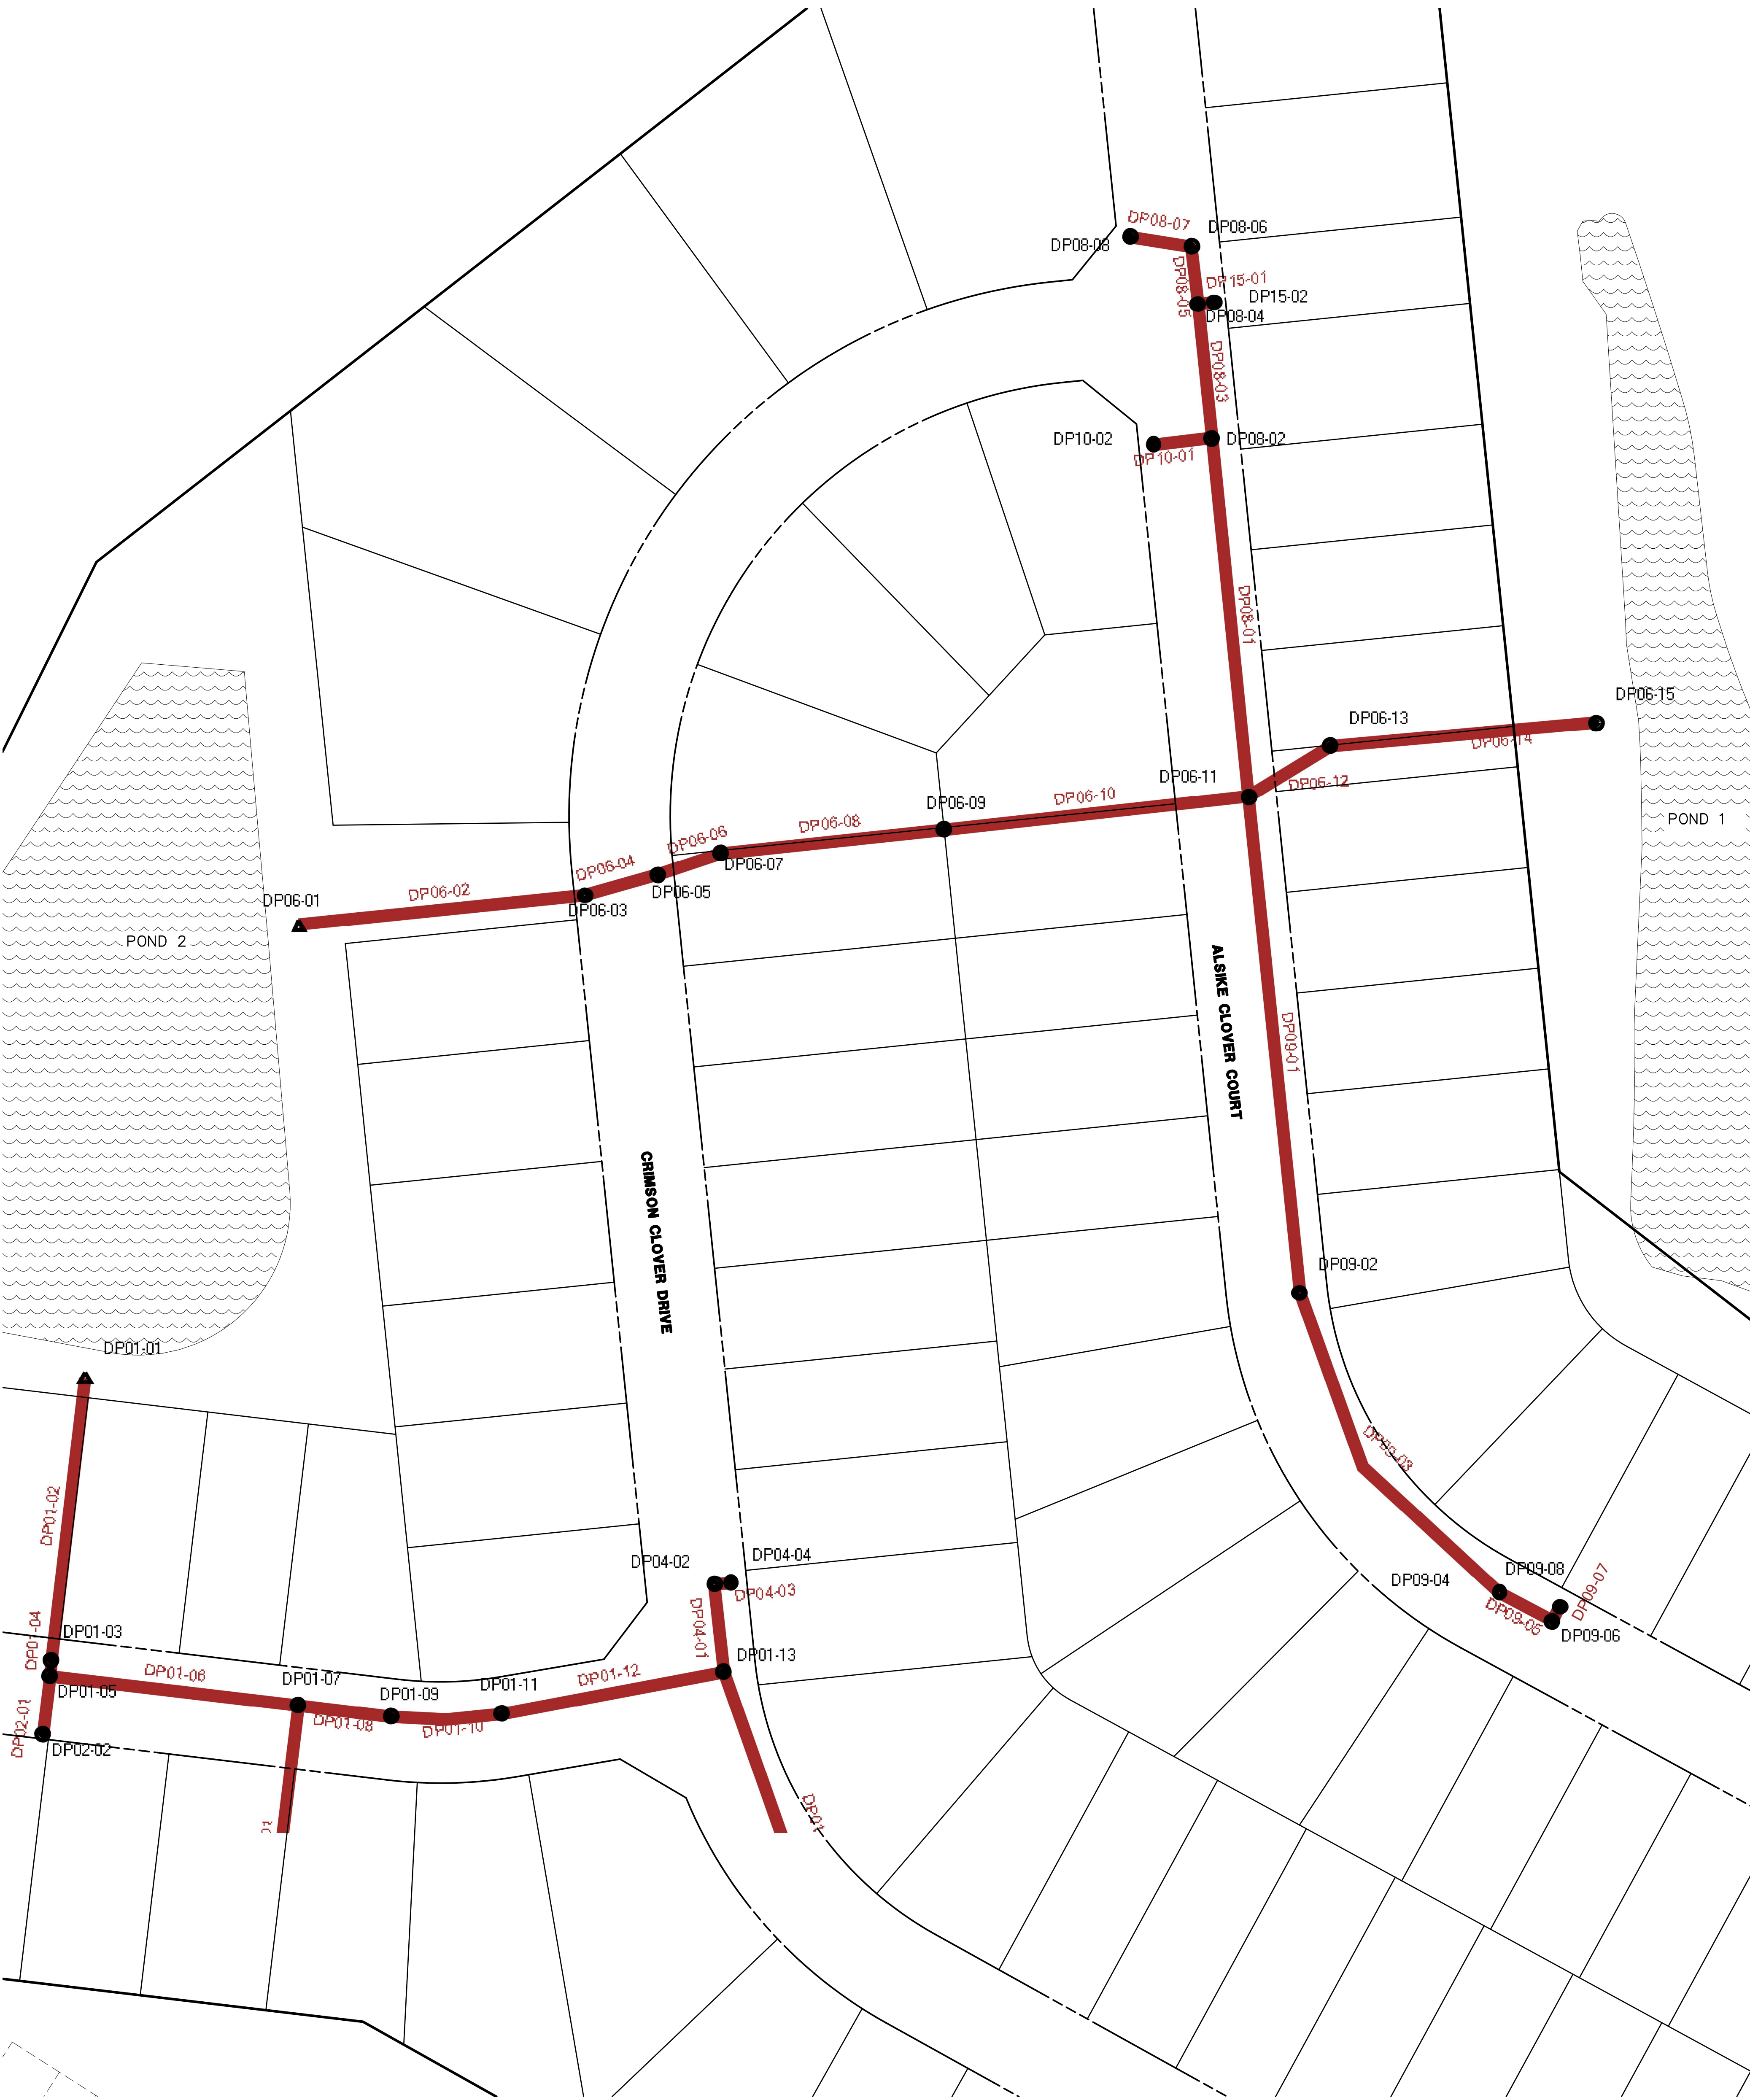 DP08-07
DP08-06
DP08-08
DP08-05
DP15-01
DP15-02
DP08-04
DP08-03
DP10-02
DP08-02
DP10-01
DP08-01
DP06-15
DP06-13
DP06-14
DP06-11
DP06-12
DP06-10
DP06-09
DP06-08
DP06-06
DP06-07
DP06-04
DP06-05
DP06-02
DP06-03
DP06-01
POND 1
POND 2
ALSIKE CLOVER COURT
DP09-01
CRIMSON CLOVER DRIVE
DP09-02
DP01-01
DP09-03
DP01-02
DP04-02
DP04-04
DP04-03
DP04-01
DP09-04
DP09-08
DP09-07
DP09-05
DP09-06
DP01-04
DP01-03
DP01-05
DP01-06
DP01-07
DP01-08
DP01-09
DP01-10
DP01-11
DP01-12
DP01-13
DP02-01
DP02-02
01
DP01